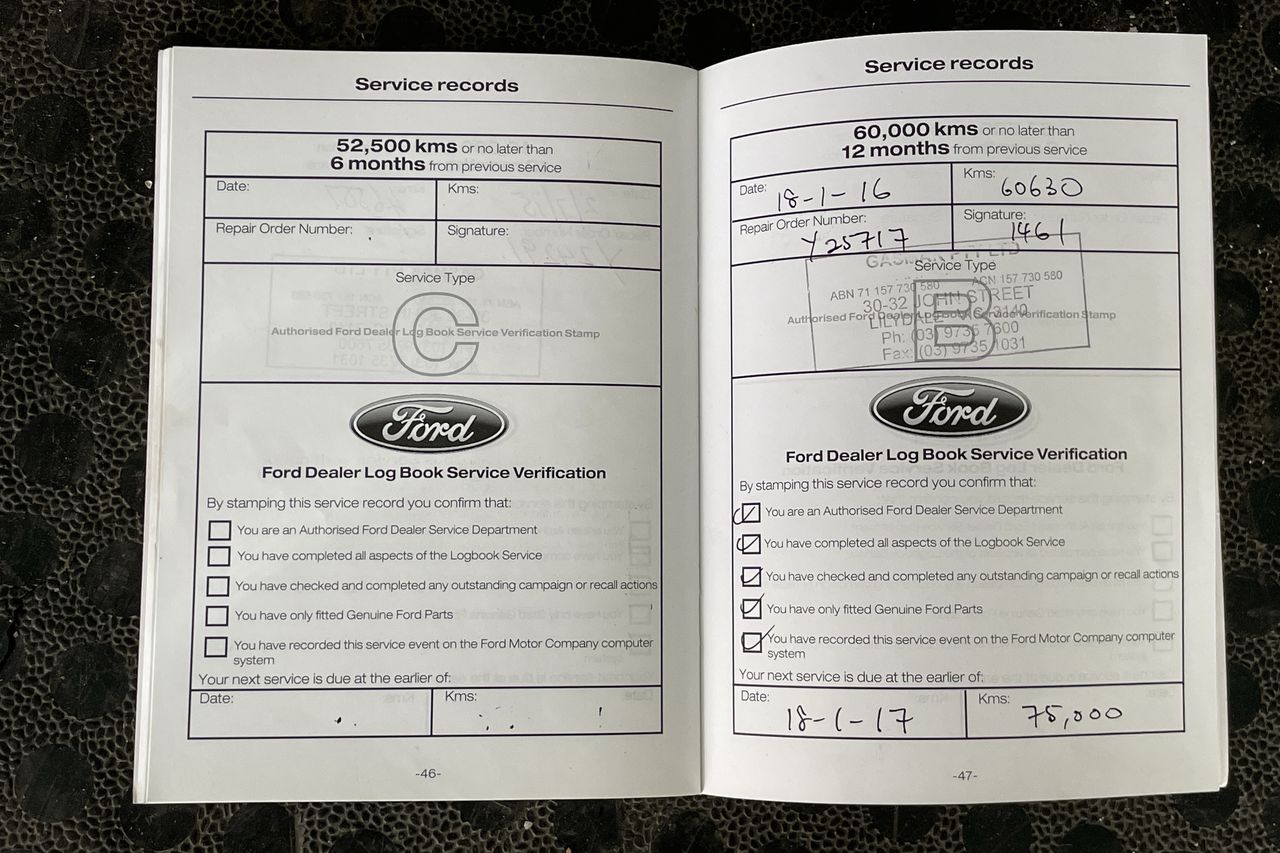 Service records
52,500 kms or no later than
6 months from previous service
Date:
Kms:
Repair Order Number:
Signature:
Service Type
C
Authorised Ford Dealer Log Book Service Verification Stamp
Ford
Ford Dealer Log Book Service Verification
By stamping this service record you confirm that:
You are an Authorised Ford Dealer Service Department
You have completed all aspects of the Logbook Service
You have checked and completed any outstanding campaign or recall actions
You have only fitted Genuine Ford Parts
You have recorded this service event on the Ford Motor Company computer
system
Your next service is due at the earlier of:
Date:
Kms:
-46-
Service records
60,000 kms or no later than
12 months from previous service
Date: 18-1-16
Kms: 60630
Repair Order Number: Y25717
Signature: 1461
PTY LTD
Service Type
ABN 71 157 730 580 ACN 157 730 580
30-32 JOHN STREET
B
Authorised Ford Dealer Log Book Service Verification Stamp
LILYDALE VIC 3140
Ph: (03) 9735 7600
Fax: (03) 9735 1031
Ford
Ford Dealer Log Book Service Verification
By stamping this service record you confirm that:
You are an Authorised Ford Dealer Service Department
You have completed all aspects of the Logbook Service
You have checked and completed any outstanding campaign or recall actions
You have only fitted Genuine Ford Parts
You have recorded this service event on the Ford Motor Company computer
system
Your next service is due at the earlier of:
Date: 18-1-17
Kms: 75,000
-47-